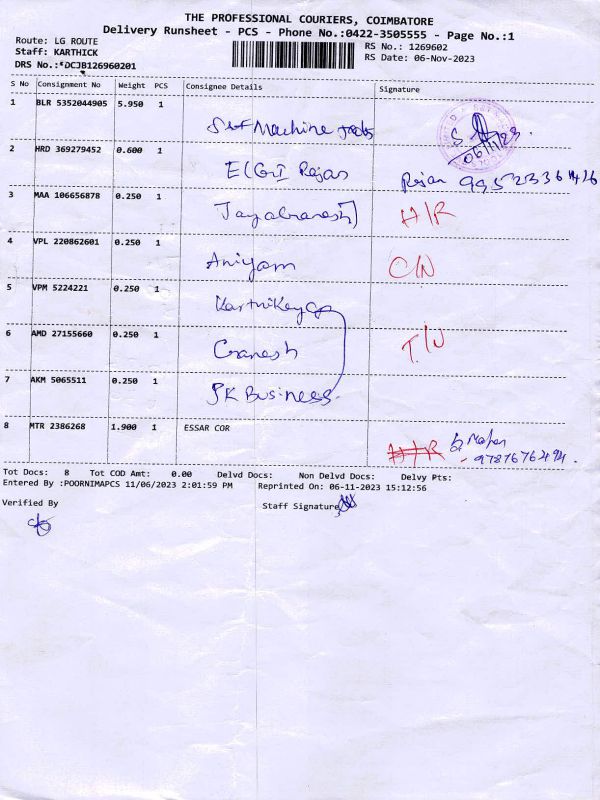 THE PROFESSIONAL COURIERS, COIMBATORE
Delivery Runsheet - PCS - Phone No.:0422-3505555 - Page No.:1
Route: LG ROUTE
RS No.: 1269602
Staff: KARTHICK
RS Date: 06-Nov-2023
DRS No.:*DCJB126960201
S No Consignment No Weight PCS Consignee Details Signature
1 BLR 5352044905 5.950 1
Machine S.
06/11/23
2 HRD 369279452 0.600 1
ELGI Rajas Rajan
3 MAA 106656878 0.250 1
H/R
4 VPL 220862601 0.250 1
Aniyam C/N
5 VPM 5224221 0.250 1
6 AMD 27155660 0.250 1
Ganesh T/N
7 AKM 5065511 0.250 1
PK Business
8 MTR 2386268 1.900 1 ESSAR COR
Tot Docs: 8 Tot COD Amt: 0.00 Delvd Docs: Non Delvd Docs: Delvy Pts:
Entered By :POORNIMAPCS 11/06/2023 2:01:59 PM Reprinted On: 06-11-2023 15:12:56
Verified By Staff Signature